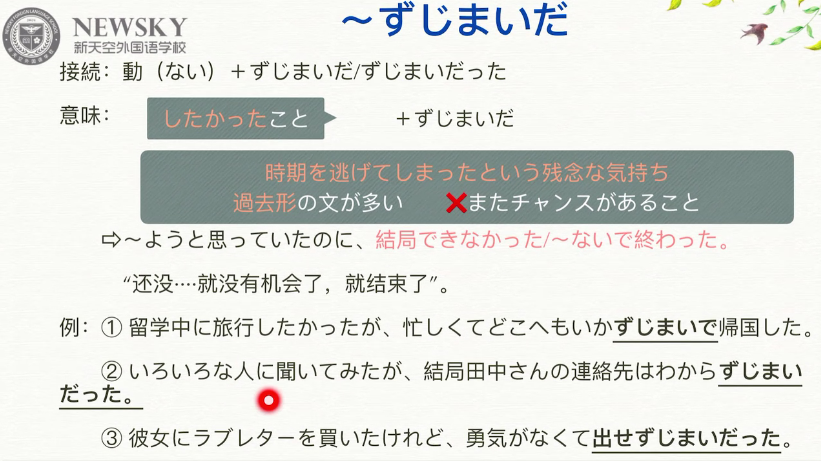 NEWSKY
新天空外国语学校
～ずじまいだ
接続：動（ない）＋ずじまいだ/ずじまいだった
意味： したかったこと ＋ずじまいだ
時期を逃げてしまったという残念な気持ち
過去形の文が多い ❌またチャンスがあること
⇨～ようと思っていたのに、結局できなかった/～ないで終わった。
“还没····就没有机会了，就结束了”。
例：① 留学中に旅行したかったが、忙しくてどこへもいかずじまいで帰国した。
② いろいろな人に聞いてみたが、結局田中さんの連絡先はわからずじまい
だった。
③ 彼女にラブレターを買いたけれど、勇気がなくて出せずじまいだった。